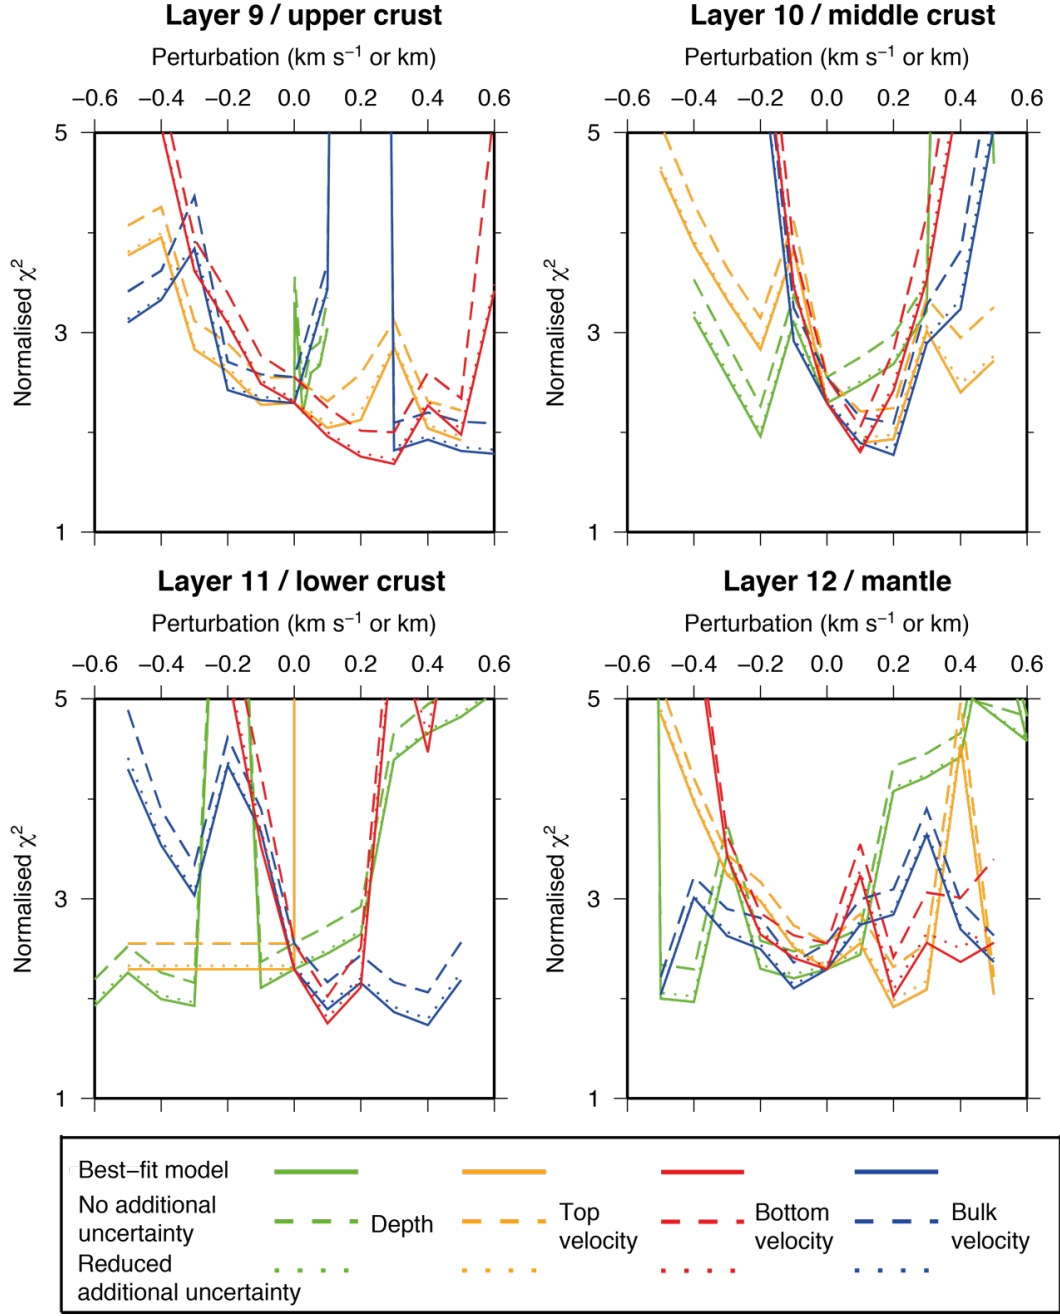 Layer 9 / upper crust
Perturbation (km s⁻¹ or km)
−0.6 −0.4 −0.2 0.0 0.2 0.4 0.6
5
3
1
Normalised χ²
Layer 10 / middle crust
Perturbation (km s⁻¹ or km)
−0.6 −0.4 −0.2 0.0 0.2 0.4 0.6
5
3
1
Normalised χ²
Layer 11 / lower crust
Perturbation (km s⁻¹ or km)
−0.6 −0.4 −0.2 0.0 0.2 0.4 0.6
5
3
1
Normalised χ²
Layer 12 / mantle
Perturbation (km s⁻¹ or km)
−0.6 −0.4 −0.2 0.0 0.2 0.4 0.6
5
3
1
Normalised χ²
Best−fit model
No additional
uncertainty
Reduced
additional uncertainty
Depth
Top
velocity
Bottom
velocity
Bulk
velocity